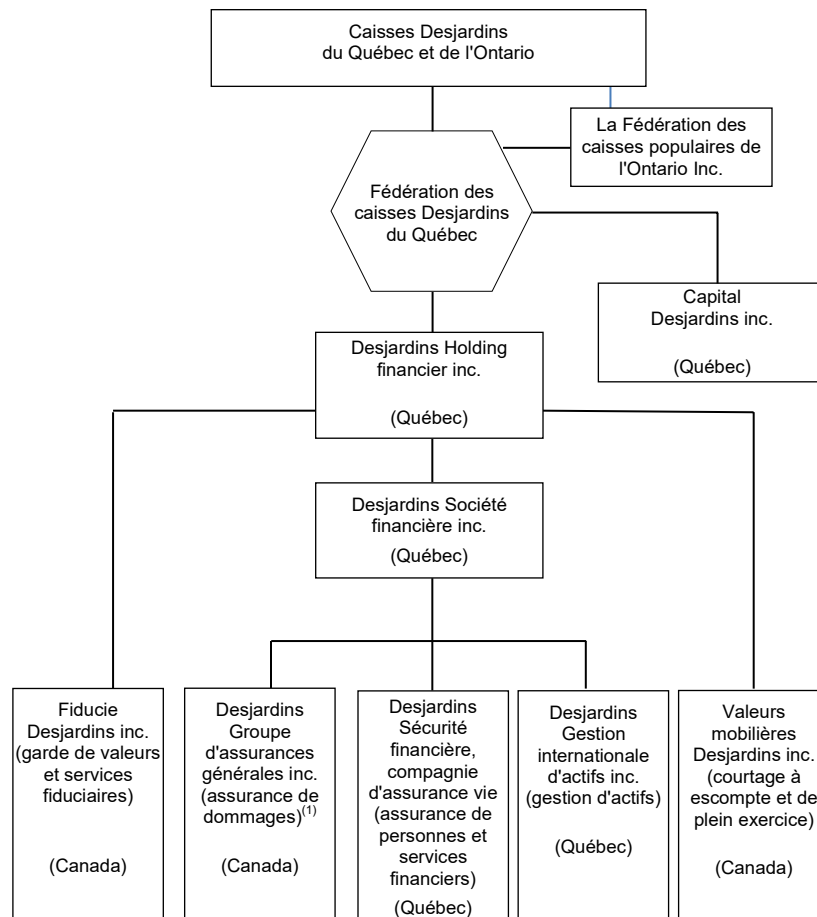 Caisses Desjardins
du Québec et de l'Ontario
La Fédération des
caisses populaires de
l'Ontario Inc.
Fédération des
caisses Desjardins
du Québec
Capital
Desjardins inc.
(Québec)
Desjardins Holding
financier inc.
(Québec)
Desjardins Société
financière inc.
(Québec)
Fiducie
Desjardins inc.
(garde de valeurs
et services
fiduciaires)
(Canada)
Desjardins
Groupe
d'assurances
générales inc.
(assurance de
dommages)(1)
(Canada)
Desjardins
Sécurité
financière,
compagnie
d'assurance vie
(assurance de
personnes et
services
financiers)
(Québec)
Desjardins
Gestion
internationale
d'actifs inc.
(gestion d'actifs)
(Québec)
Valeurs
mobilières
Desjardins inc.
(courtage à
escompte et de
plein exercice)
(Canada)